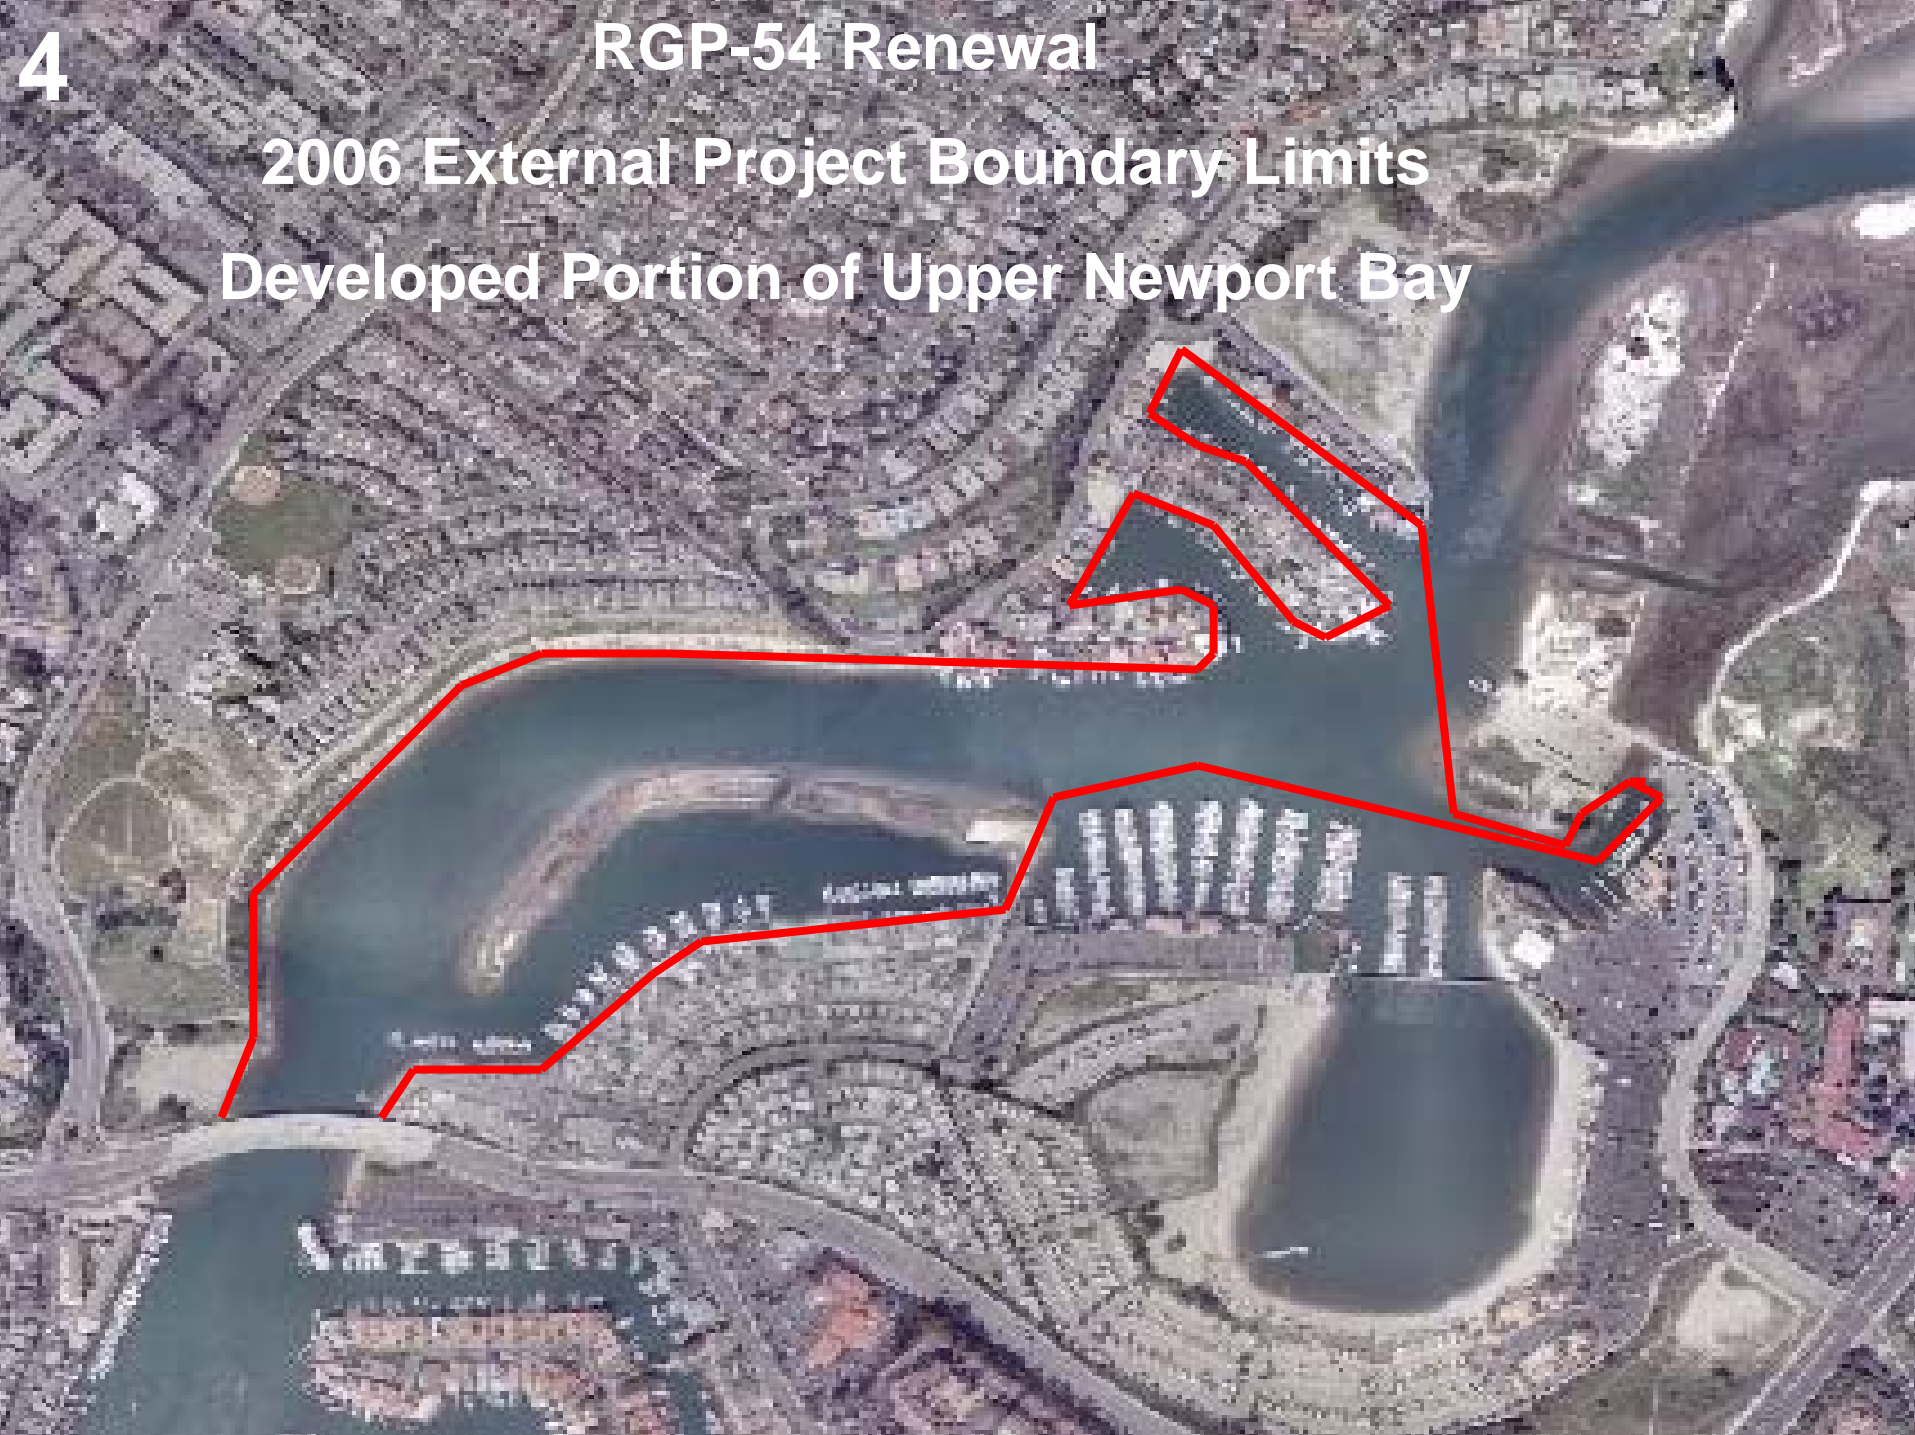 4
RGP-54 Renewal
2006 External Project Boundary Limits
Developed Portion of Upper Newport Bay